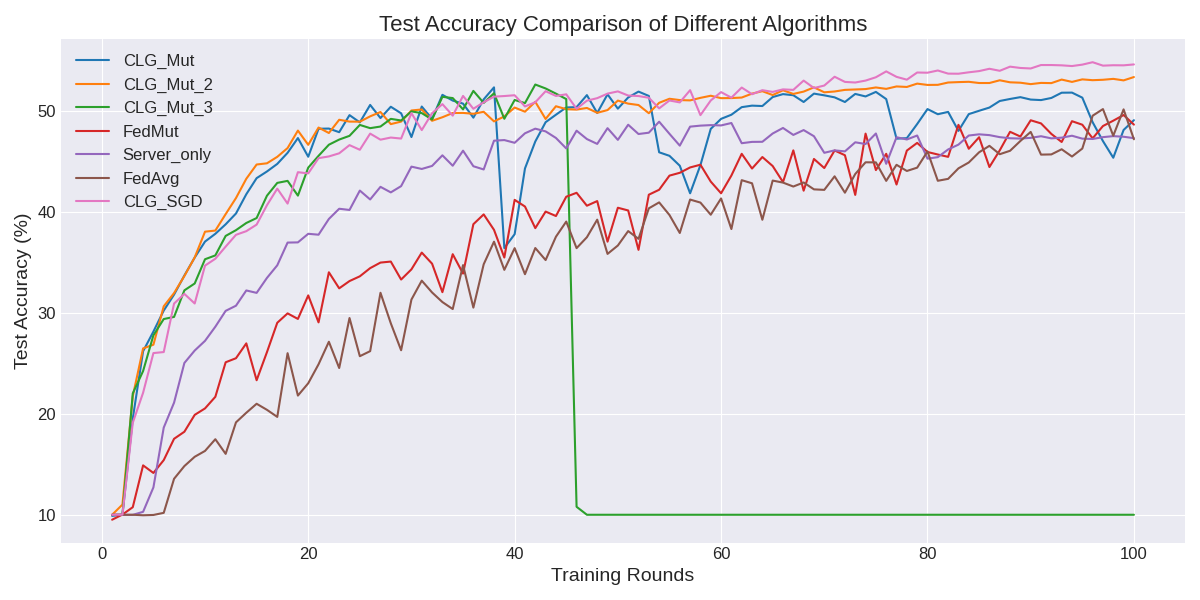 Test Accuracy Comparison of Different Algorithms
CLG_Mut
CLG_Mut_2
CLG_Mut_3
FedMut
Server_only
FedAvg
CLG_SGD
Test Accuracy (%)
50
40
30
20
10
0 20 40 60 80 100
Training Rounds